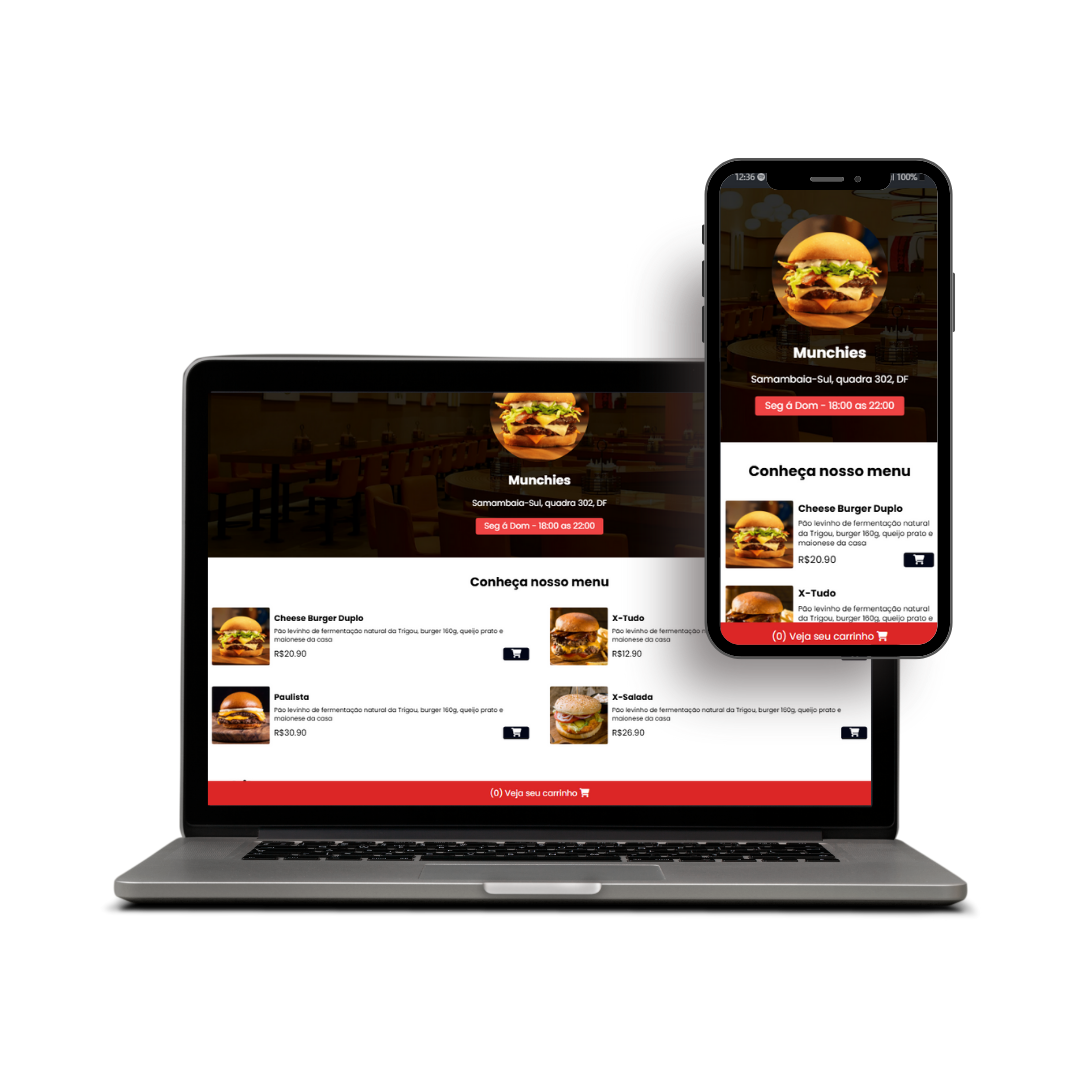 12:36
100%
Munchies
Samambaia-Sul, quadra 302, DF
Seg á Dom - 18:00 as 22:00
Conheça nosso menu
Cheese Burger Duplo
Pão levinho de fermentação natural
da Trigou, burger 160g, queijo prato e
maionese da casa
R$20.90
X-Tudo
Pão levinho de fermentação natural
da Trigou, burger 160g, queijo prato e
(0) Veja seu carrinho
Munchies
Samambaia-Sul, quadra 302, DF
Seg á Dom - 18:00 as 22:00
Conheça nosso menu
Cheese Burger Duplo
Pão levinho de fermentação natural da Trigou, burger 160g, queijo prato e
maionese da casa
R$20.90
X-Tudo
Pão levinho de fermentação
maionese da casa
R$12.90
Paulista
Pão levinho de fermentação natural da Trigou, burger 160g, queijo prato e
maionese da casa
R$30.90
X-Salada
Pão levinho de fermentação natural da Trigou, burger 160g, queijo prato e
maionese da casa
R$26.90
(0) Veja seu carrinho